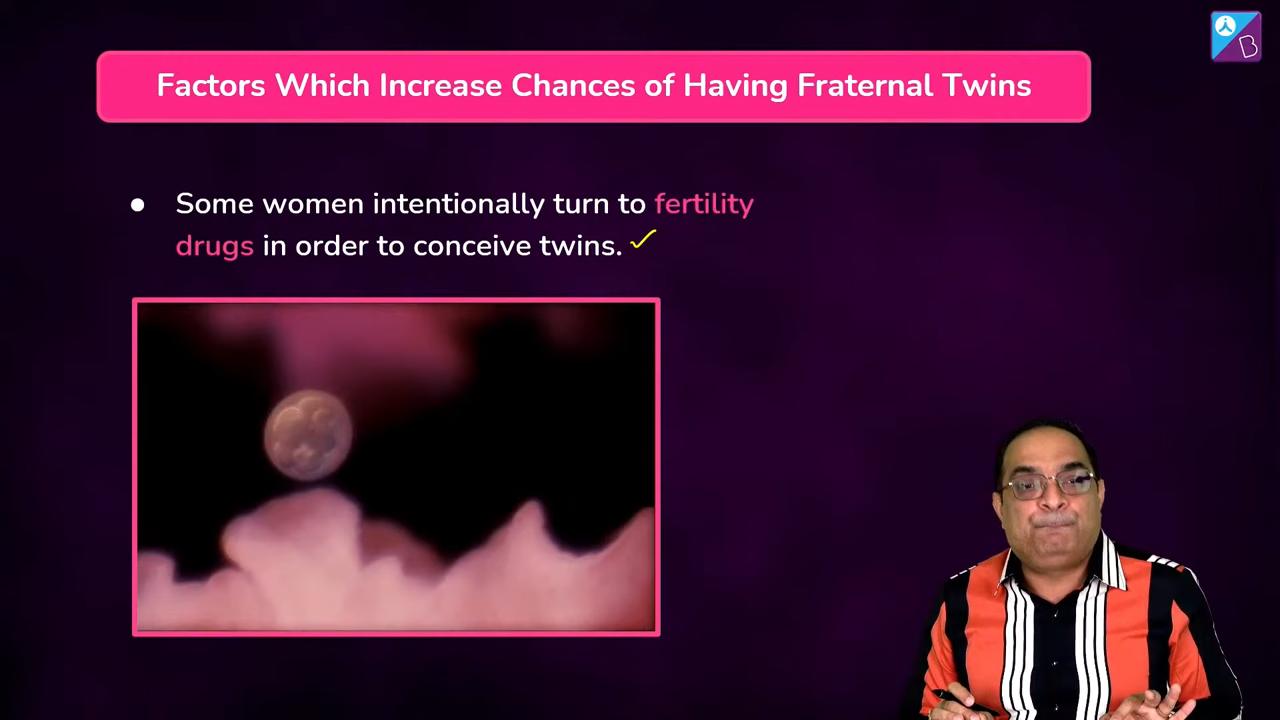 Factors Which Increase Chances of Having Fraternal Twins
● Some women intentionally turn to fertility
drugs in order to conceive twins.
B